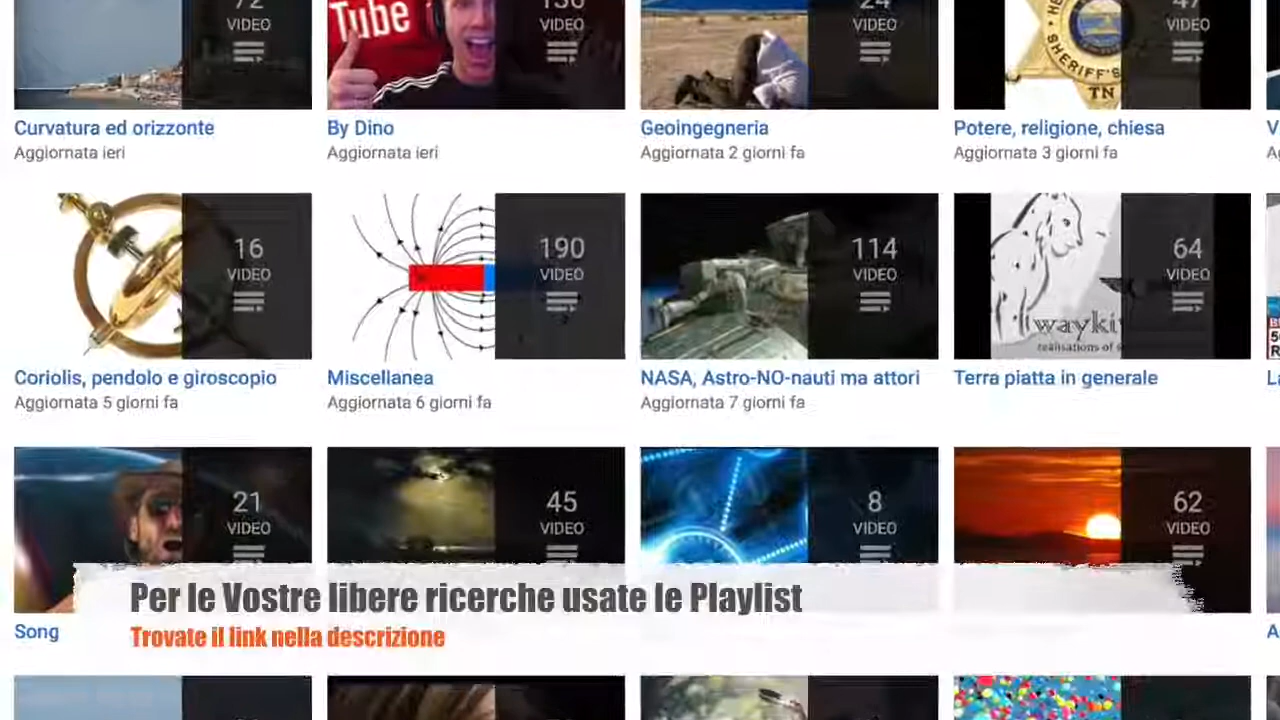 72
VIDEO
Tube
VIDEO
24
VIDEO
SHERIFF'S
TN
47
VIDEO
Curvatura ed orizzonte
By Dino
Geoingegneria
Potere, religione, chiesa
Aggiornata ieri
Aggiornata ieri
Aggiornata 2 giorni fa
Aggiornata 3 giorni fa
16
VIDEO
190
VIDEO
114
VIDEO
64
VIDEO
Coriolis, pendolo e giroscopio
Miscellanea
NASA, Astro-NO-nauti ma attori
Terra piatta in generale
Aggiornata 5 giorni fa
Aggiornata 6 giorni fa
Aggiornata 7 giorni fa
21
VIDEO
45
VIDEO
8
VIDEO
62
VIDEO
Per le Vostre libere ricerche usate le Playlist
Song
Trovate il link nella descrizione